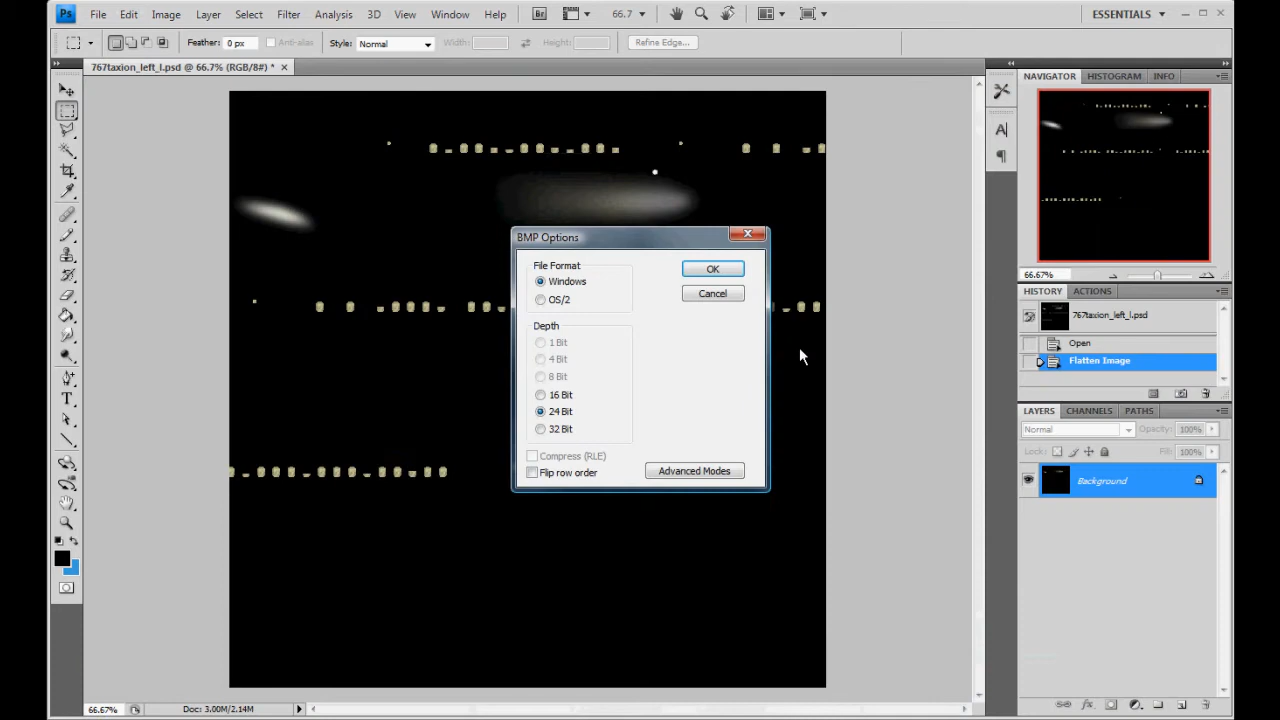 Ps File Edit Image Layer Select Filter Analysis 3D View Window Help Br 66.7 ESSENTIALS
Feather: 0 px Anti-alias Style: Normal Width: Height: Refine Edge...
767taxion_left_l.psd @ 66.7% (RGB/8#) *
NAVIGATOR HISTOGRAM INFO
66.67%
HISTORY ACTIONS
767taxion_left_l.psd
Open
Flatten Image
LAYERS CHANNELS PATHS
Normal Opacity: 100%
Lock: Fill: 100%
Background
BMP Options
File Format
Windows
OS/2
OK
Cancel
Depth
1 Bit
4 Bit
8 Bit
16 Bit
24 Bit
32 Bit
Compress (RLE)
Flip row order
Advanced Modes
66.67% Doc: 3.00M/2.14M